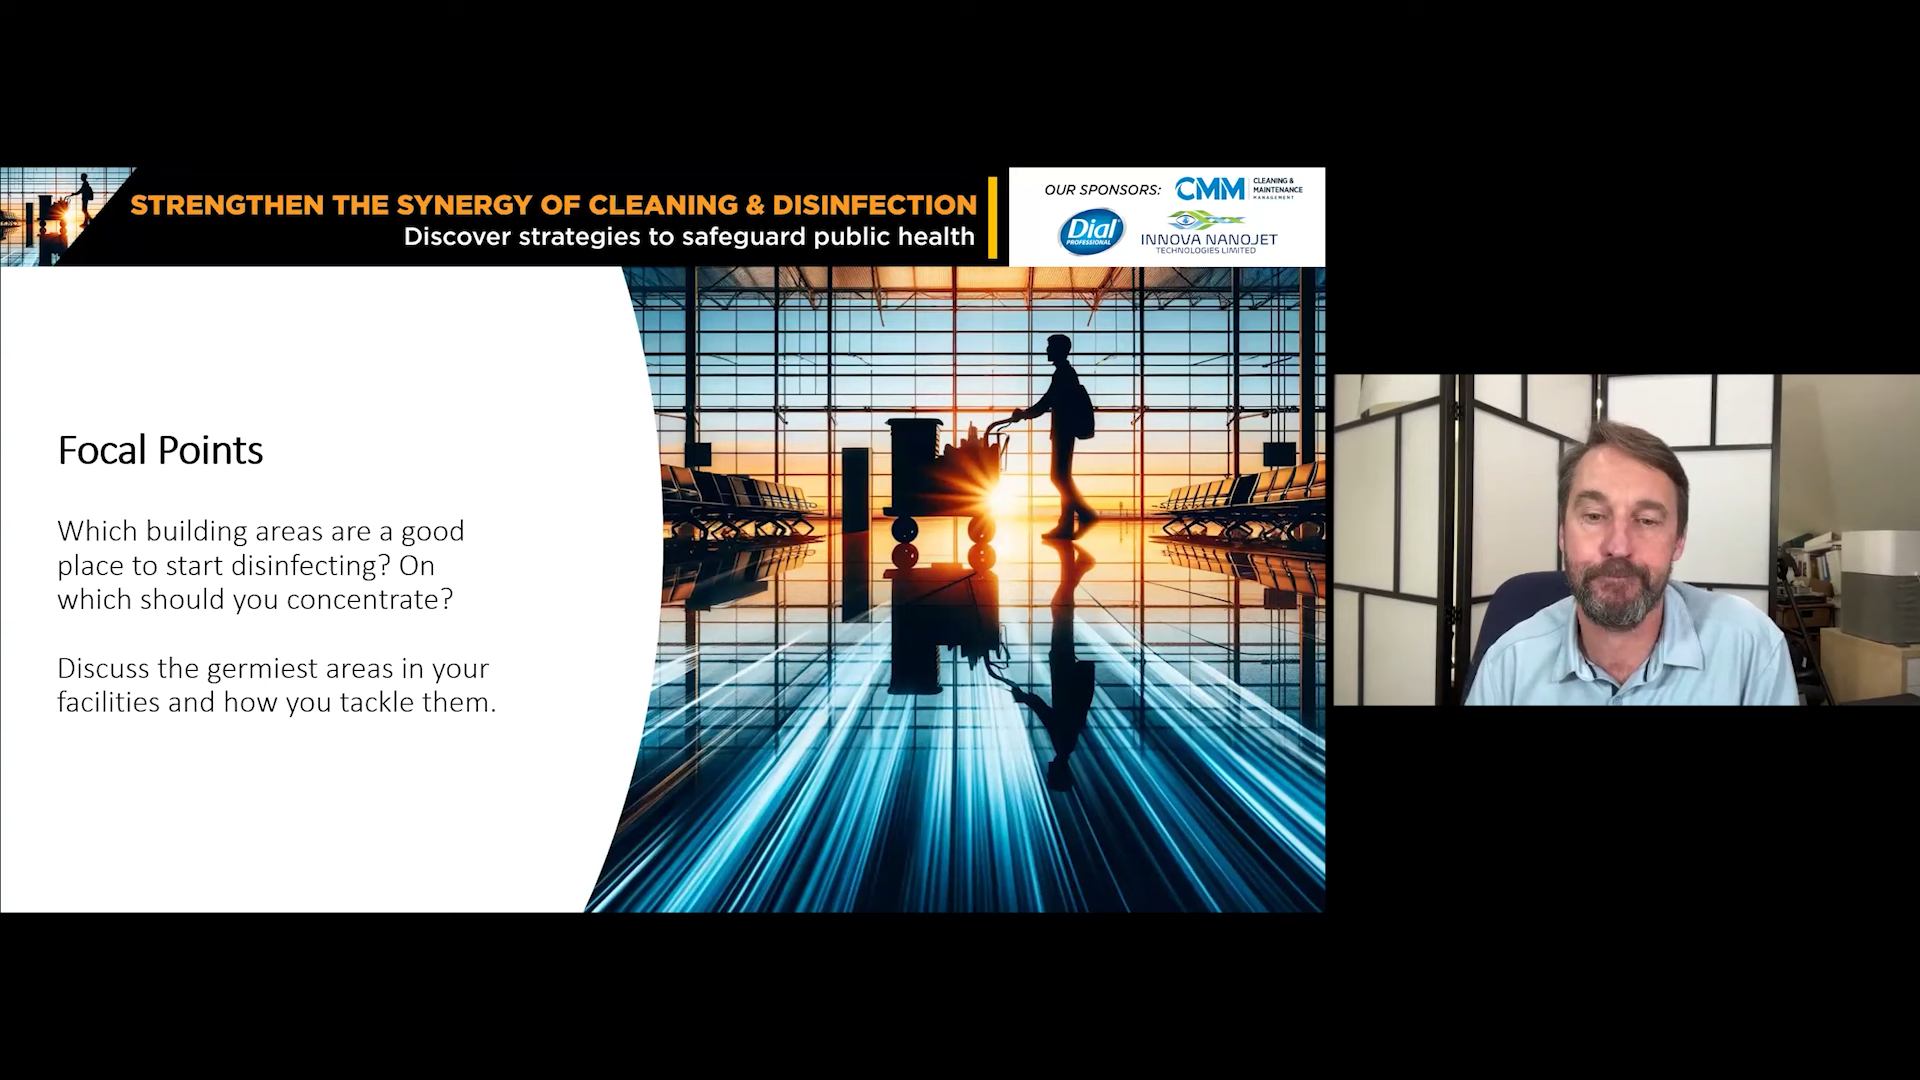 STRENGTHEN THE SYNERGY OF CLEANING & DISINFECTION
Discover strategies to safeguard public health
OUR SPONSORS:
CMM
CLEANING &
MAINTENANCE
MANAGEMENT
Dial
PROFESSIONAL
INNOVA NANOJET
TECHNOLOGIES LIMITED
Focal Points
Which building areas are a good
place to start disinfecting? On
which should you concentrate?
Discuss the germiest areas in your
facilities and how you tackle them.